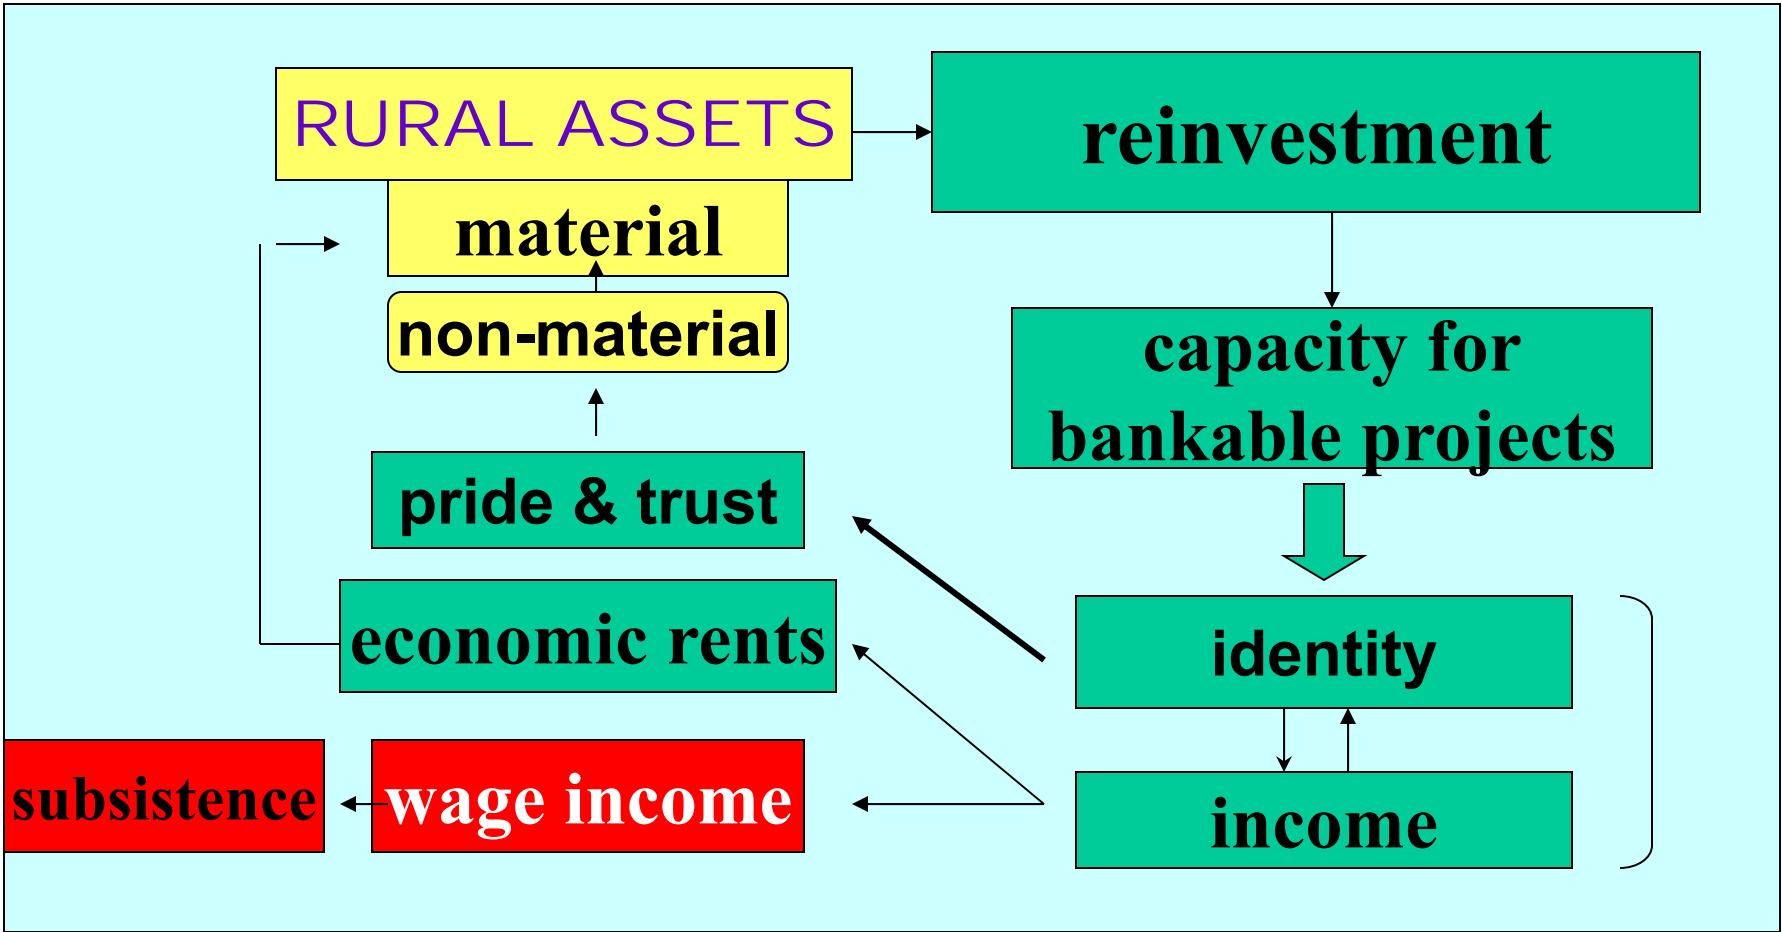 RURAL ASSETS
reinvestment
material
non-material
capacity for
bankable projects
pride & trust
economic rents
identity
subsistence
wage income
income